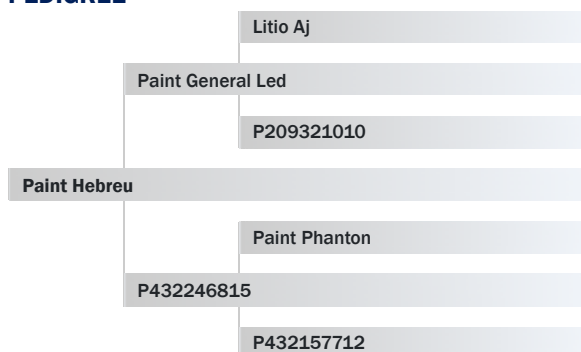 PEDIGREE
Litio Aj
Paint General Led
P209321010
Paint Hebreu
Paint Phanton
P432246815
P432157712